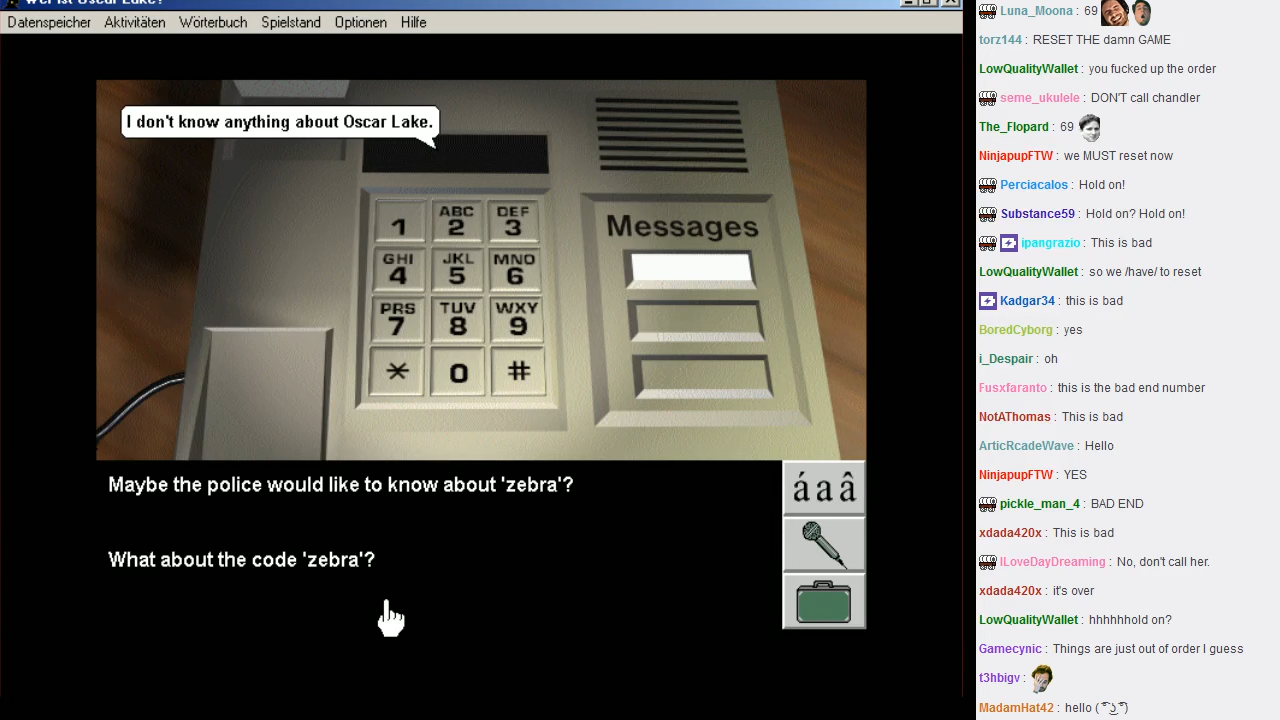 Wer ist Oscar Lake?
Datenspeicher Aktivitäten Wörterbuch Spielstand Optionen Hilfe
I don't know anything about Oscar Lake.
1
ABC
2
DEF
3
GHI
4
JKL
5
MNO
6
PRS
7
TUV
8
WXY
9
*
0
#
Messages
Maybe the police would like to know about 'zebra'?
What about the code 'zebra'?
á a â
Luna_Moona : 69
torz144 : RESET THE damn GAME
LowQualityWallet : you fucked up the order
seme_ukulele : DON'T call chandler
The_Flopard : 69
NinjapupFTW : we MUST reset now
Perciacalos : Hold on!
Substance59 : Hold on? Hold on!
ipangrazio : This is bad
LowQualityWallet : so we /have/ to reset
Kadgar34 : this is bad
BoredCyborg : yes
i_Despair : oh
Fusxfaranto : this is the bad end number
NotAThomas : This is bad
ArticRcadeWave : Hello
NinjapupFTW : YES
pickle_man_4 : BAD END
xdada420x : This is bad
ILoveDayDreaming : No, don't call her.
xdada420x : it's over
LowQualityWallet : hhhhhold on?
Gamecynic : Things are just out of order I guess
t3hbigv :
MadamHat42 : hello ( ͡° ͜ʖ ͡°)